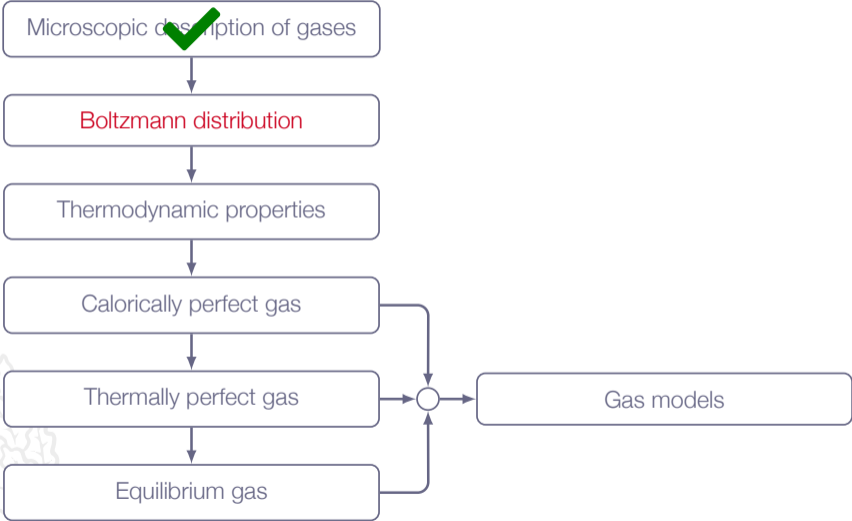 Microscopic description of gases
Boltzmann distribution
Thermodynamic properties
Calorically perfect gas
Thermally perfect gas
Gas models
Equilibrium gas